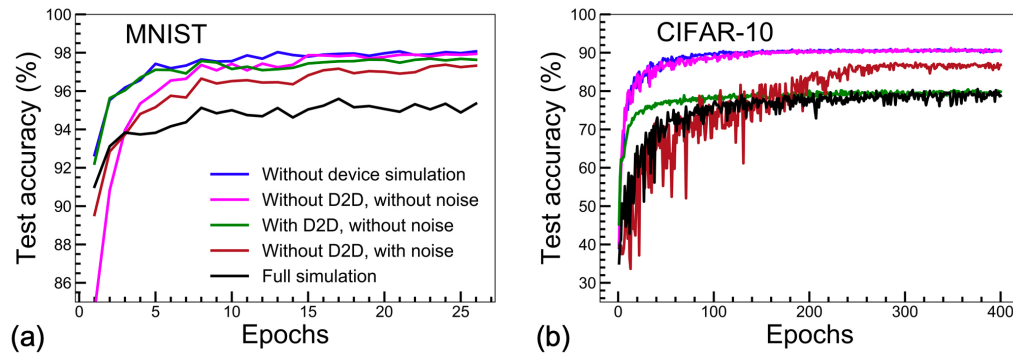 MNIST
Test accuracy (%)
98
96
94
92
90
88
86
0
5
10
15
20
25
Epochs
Without device simulation
Without D2D, without noise
With D2D, without noise
Without D2D, with noise
Full simulation
(a)
CIFAR-10
Test accuracy (%)
100
90
80
70
60
50
40
30
0
100
200
300
400
Epochs
(b)